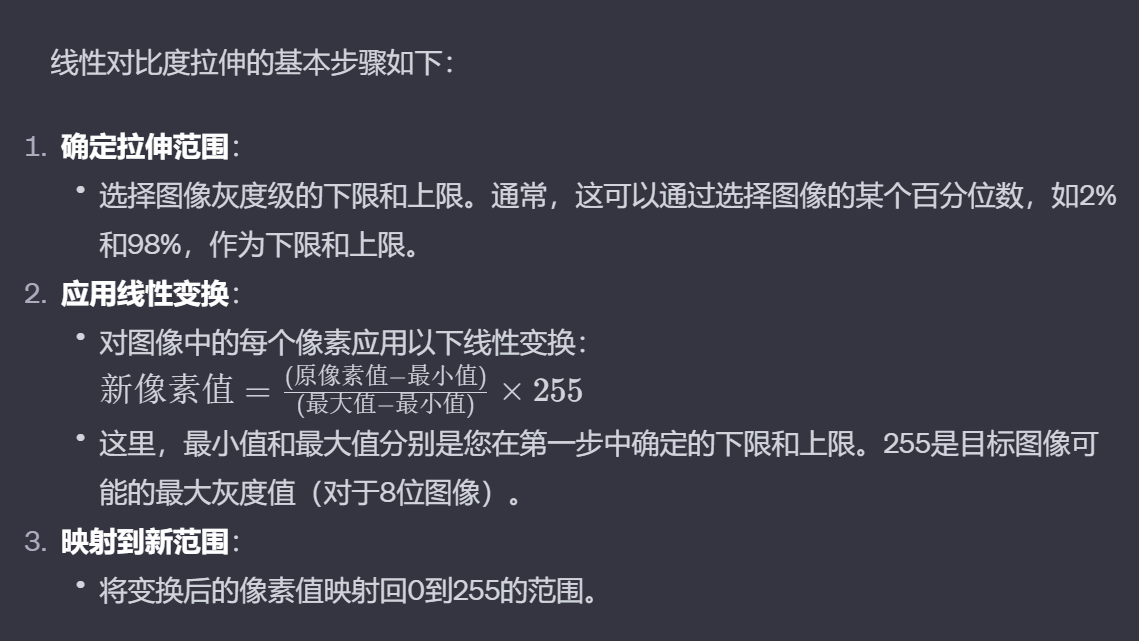 线性对比度拉伸的基本步骤如下：
1. 确定拉伸范围：
• 选择图像灰度级的下限和上限。通常，这可以通过选择图像的某个百分位数，如2%
和98%，作为下限和上限。
2. 应用线性变换：
• 对图像中的每个像素应用以下线性变换：
新像素值 = (原像素值−最小值)/(最大值−最小值) × 255
• 这里，最小值和最大值分别是您在第一步中确定的下限和上限。255是目标图像可
能的最大灰度值（对于8位图像）。
3. 映射到新范围：
• 将变换后的像素值映射回0到255的范围。